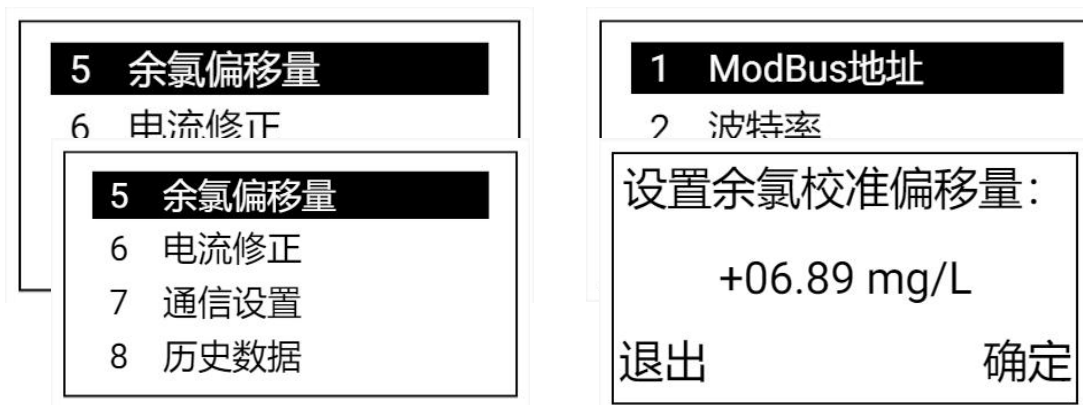 5 余氯偏移量
6 电流修正
5 余氯偏移量
6 电流修正
7 通信设置
8 历史数据
1 ModBus地址
2 波特率
设置余氯校准偏移量：
+06.89 mg/L
退出 确定